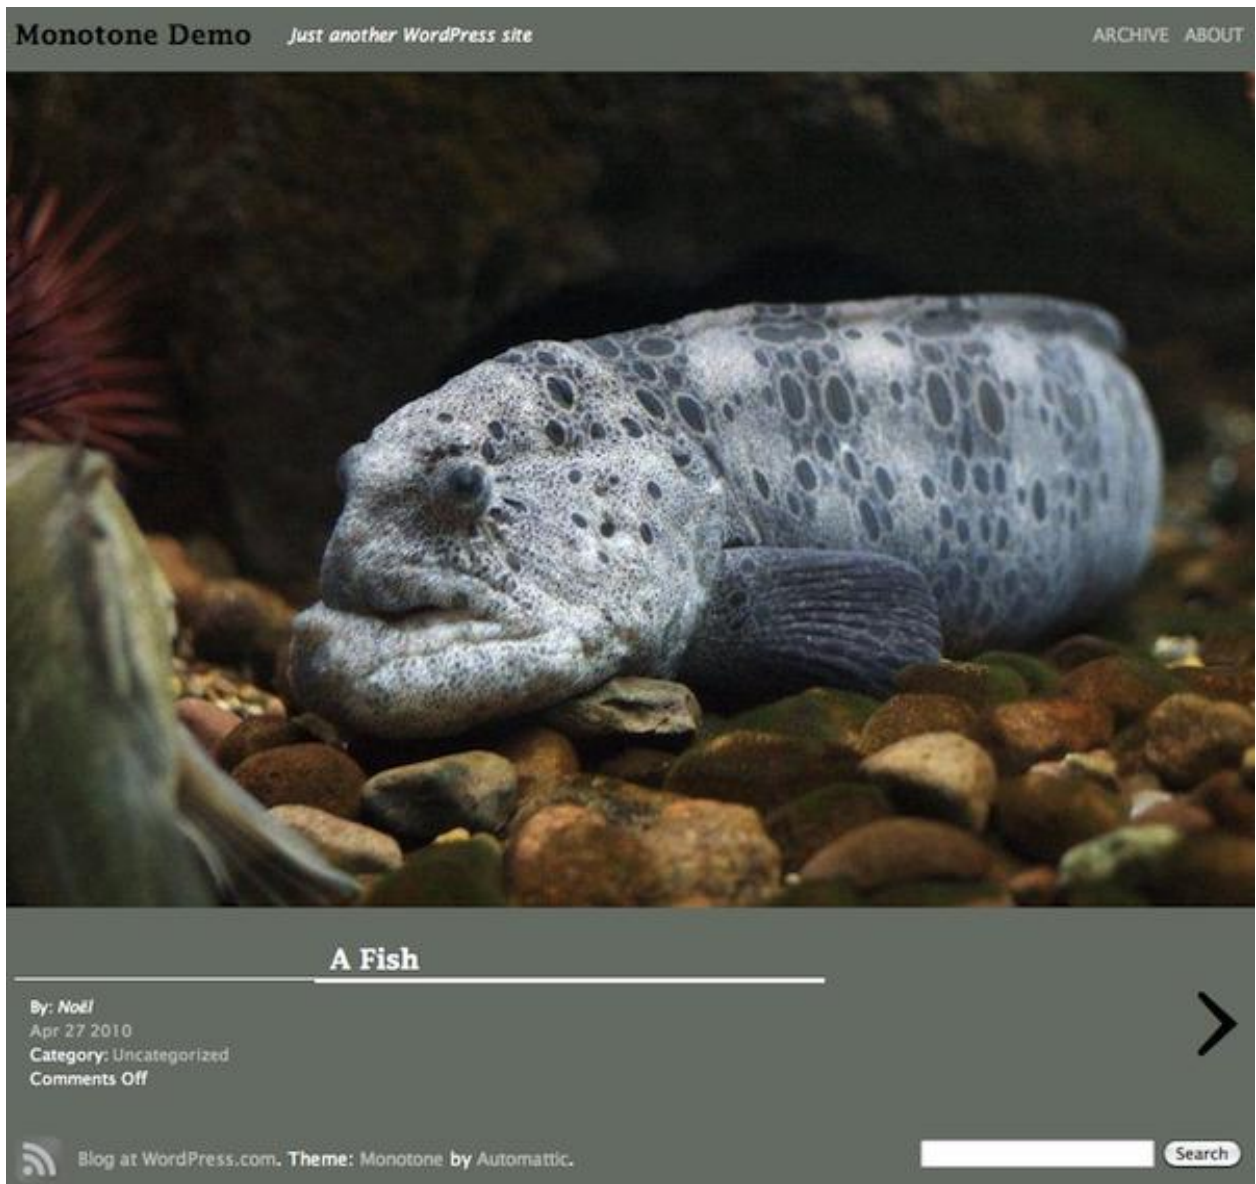 Monotone Demo Just another WordPress site ARCHIVE ABOUT
A Fish
By: Noël
Apr 27 2010
Category: Uncategorized
Comments Off
Blog at WordPress.com. Theme: Monotone by Automattic. Search